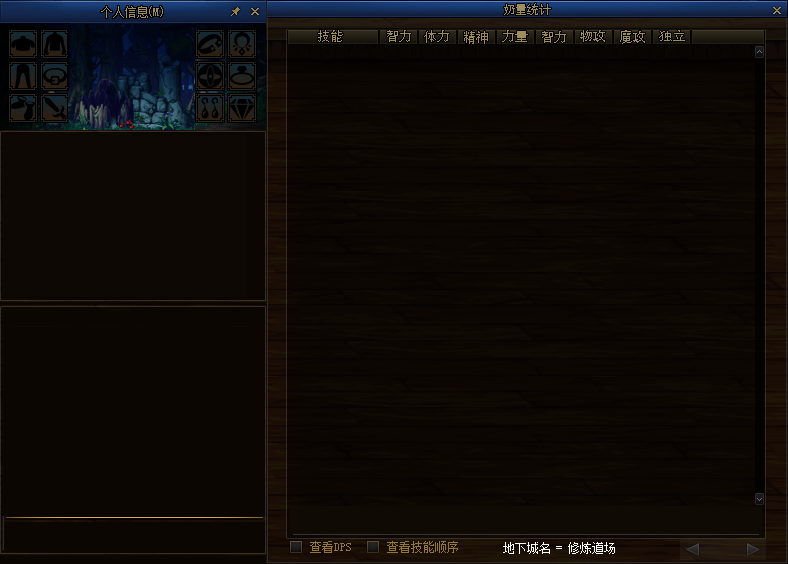 个人信息(M)
奶量统计
技能 智力 体力 精神 力量 智力 物攻 魔攻 独立
查看DPS 查看技能顺序 地下城名 = 修炼道场